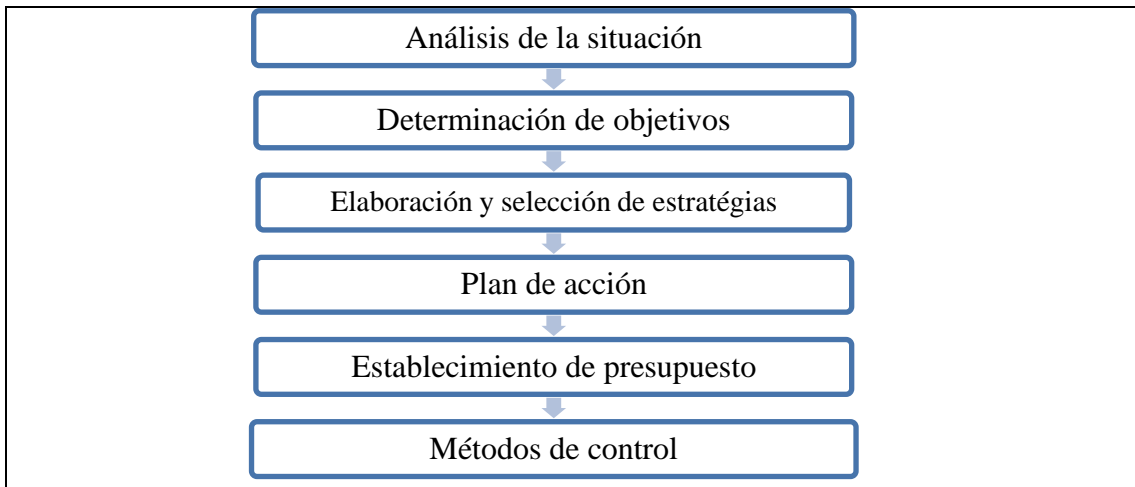 Análisis de la situación
Determinación de objetivos
Elaboración y selección de estratégias
Plan de acción
Establecimiento de presupuesto
Métodos de control